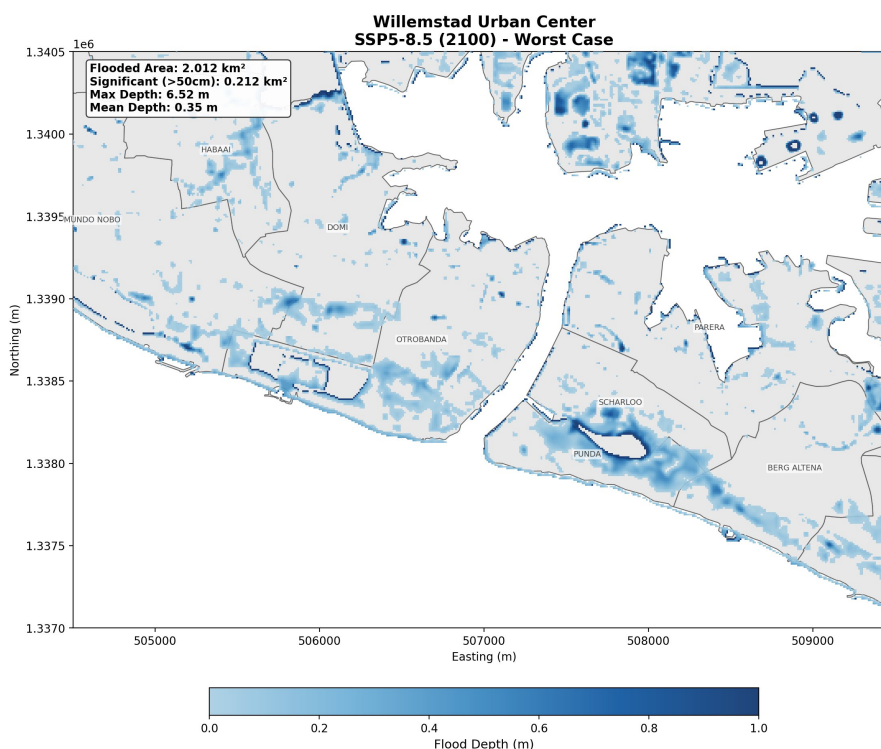 Willemstad Urban Center
SSP5-8.5 (2100) - Worst Case
1e6
Flooded Area: 2.012 km²
Significant (>50cm): 0.212 km²
Max Depth: 6.52 m
Mean Depth: 0.35 m
1.3405
1.3400
1.3395
1.3390
1.3385
1.3380
1.3375
1.3370
Northing (m)
HABAAI
MUNDO NOBO
DOMI
OTROBANDA
PARERA
SCHARLOO
PUNDA
BERG ALTENA
505000 506000 507000 508000 509000
Easting (m)
0.0 0.2 0.4 0.6 0.8 1.0
Flood Depth (m)